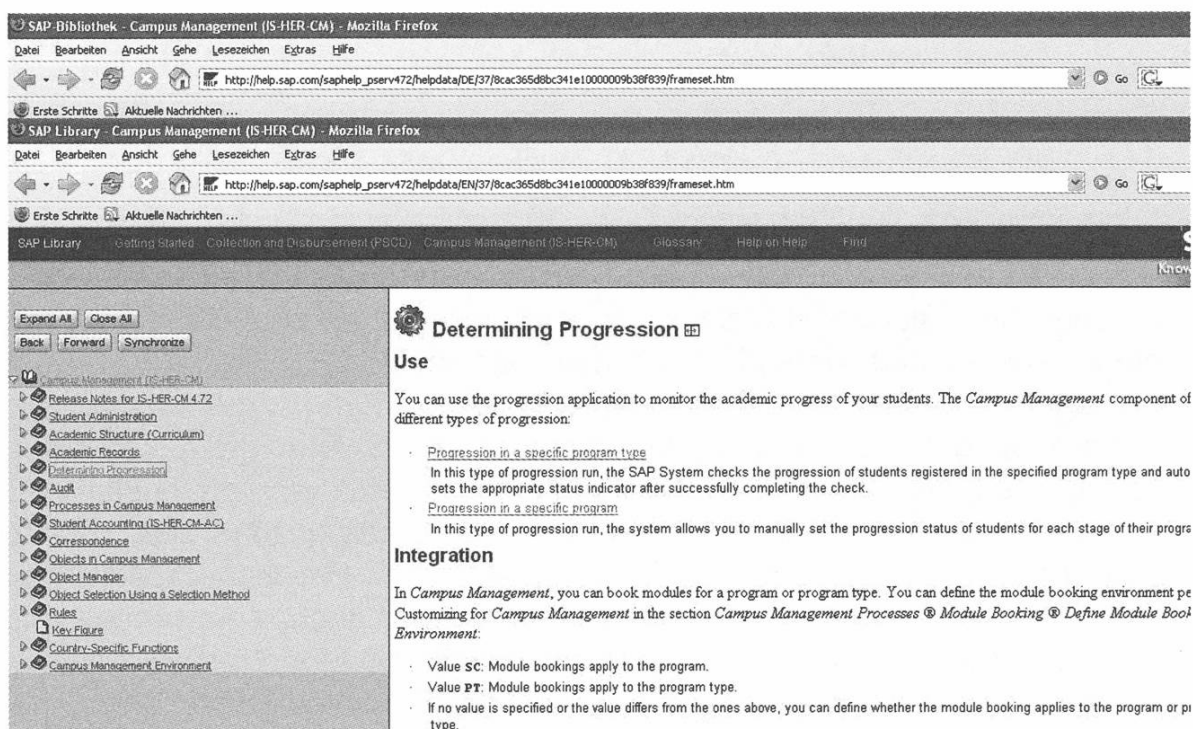 SAP-Bibliothek - Campus Management (IS-HER-CM) - Mozilla Firefox
Datei Bearbeiten Ansicht Gehe Lesezeichen Extras Hilfe
http://help.sap.com/saphelp_pserv472/helpdata/DE/37/8cac365d8bc341e10000009b38f839/frameset.htm Go
Erste Schritte Aktuelle Nachrichten ...
SAP Library - Campus Management (IS-HER-CM) - Mozilla Firefox
Datei Bearbeiten Ansicht Gehe Lesezeichen Extras Hilfe
http://help.sap.com/saphelp_pserv472/helpdata/EN/37/8cac365d8bc341e10000009b38f839/frameset.htm Go
Erste Schritte Aktuelle Nachrichten ...
SAP Library Getting Started Collection and Disbursement (PSCD) Campus Management (IS-HER-CM) Glossary Help on Help Find
Know
Expand All Close All
Back Forward Synchronize
Campus Management (IS-HER-CM)
Release Notes for IS-HER-CM 4.72
Student Administration
Academic Structure (Curriculum)
Academic Records
Determining Progression
Audit
Processes in Campus Management
Student Accounting (IS-HER-CM-AC)
Correspondence
Objects in Campus Management
Object Manager
Object Selection Using a Selection Method
Rules
Key Figure
Country-Specific Functions
Campus Management Environment
Determining Progression
Use
You can use the progression application to monitor the academic progress of your students. The Campus Management component of
different types of progression:
· Progression in a specific program type
In this type of progression run, the SAP System checks the progression of students registered in the specified program type and auto
sets the appropriate status indicator after successfully completing the check.
· Progression in a specific program
In this type of progression run, the system allows you to manually set the progression status of students for each stage of their progra
Integration
In Campus Management, you can book modules for a program or program type. You can define the module booking environment pe
Customizing for Campus Management in the section Campus Management Processes ® Module Booking ® Define Module Book
Environment:
· Value SC: Module bookings apply to the program.
· Value PT: Module bookings apply to the program type.
· If no value is specified or the value differs from the ones above, you can define whether the module booking applies to the program or pr
type.